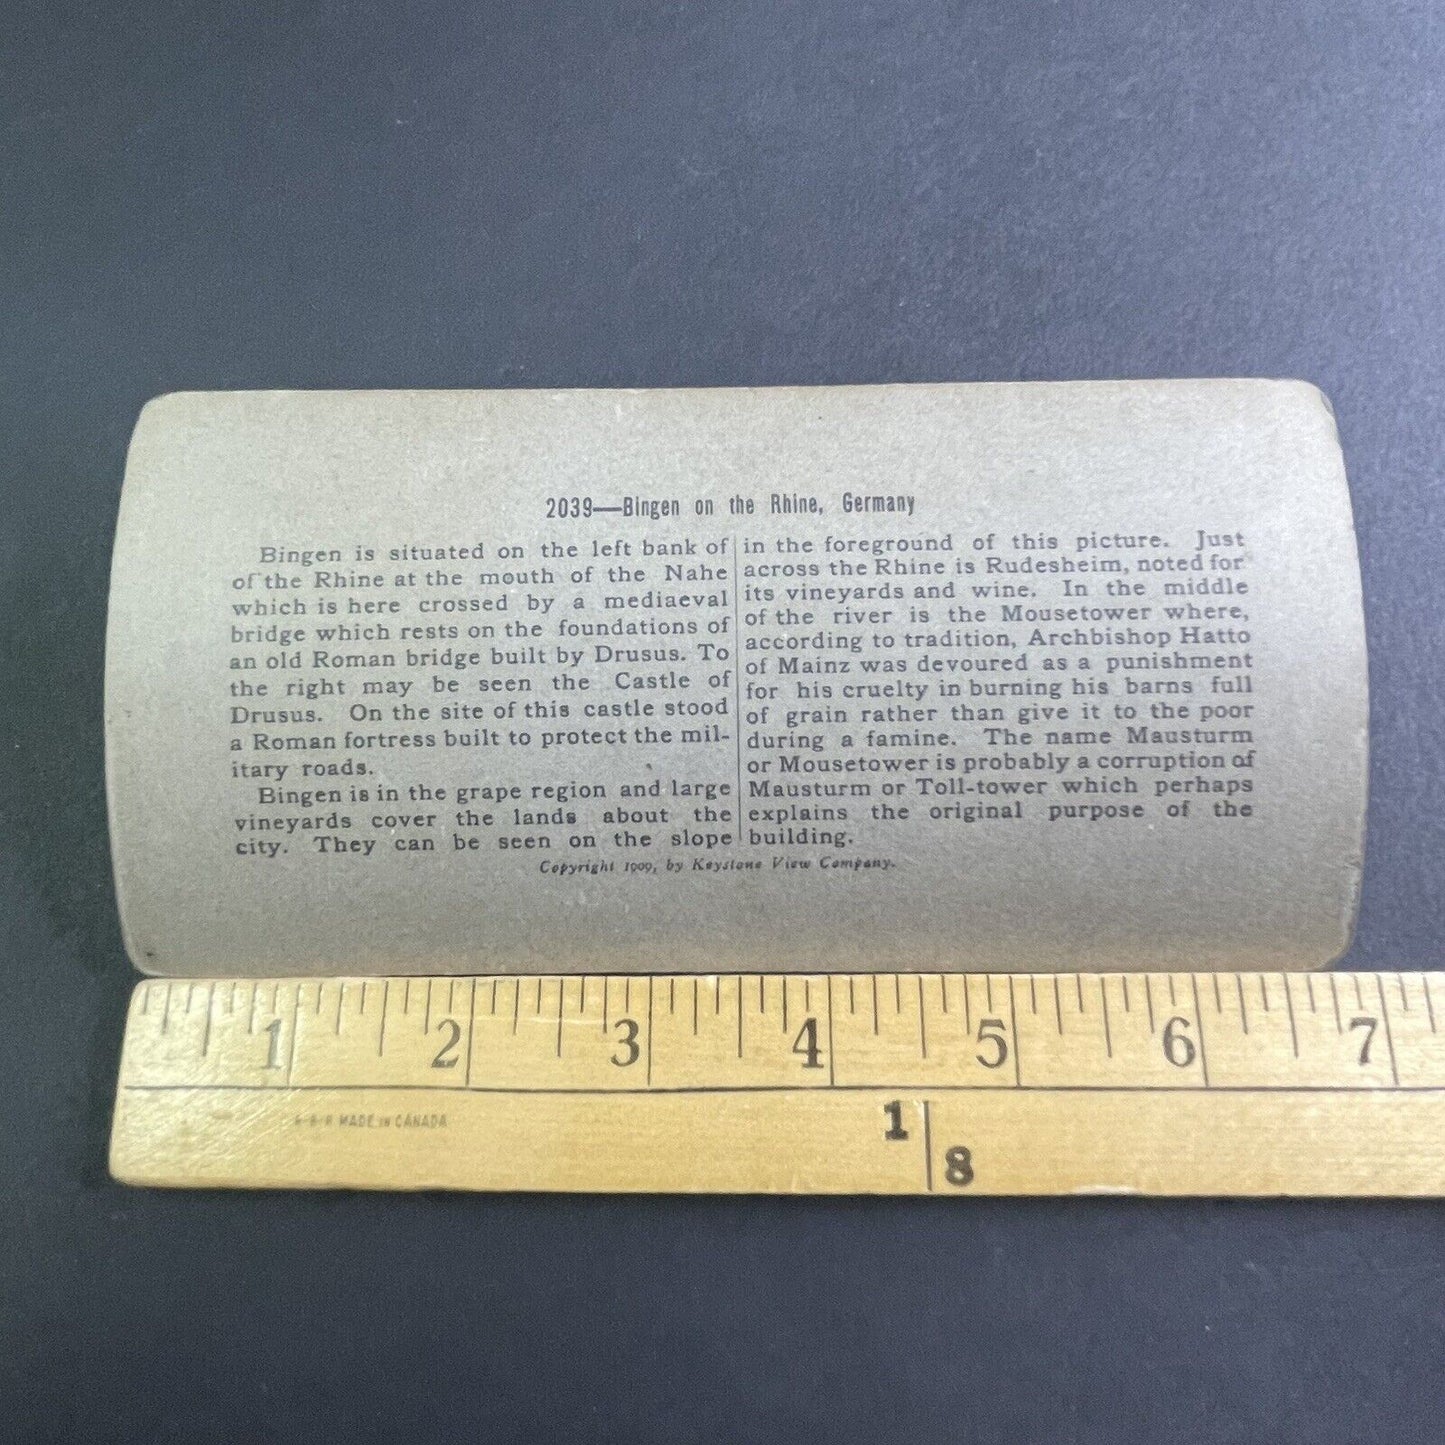 2039—Bingen on the Rhine, Germany
Bingen is situated on the left bank of
of the Rhine at the mouth of the Nahe
which is here crossed by a mediaeval
bridge which rests on the foundations of
an old Roman bridge built by Drusus. To
the right may be seen the Castle of
Drusus. On the site of this castle stood
a Roman fortress built to protect the mil-
itary roads.
Bingen is in the grape region and large
vineyards cover the lands about the
city. They can be seen on the slope
in the foreground of this picture. Just
across the Rhine is Rudesheim, noted for
its vineyards and wine. In the middle
of the river is the Mousetower where,
according to tradition, Archbishop Hatto
of Mainz was devoured as a punishment
for his cruelty in burning his barns full
of grain rather than give it to the poor
during a famine. The name Mausturm
or Mousetower is probably a corruption of
Mausturm or Toll-tower which perhaps
explains the original purpose of the
building.
Copyright 1909, by Keystone View Company.
1 2 3 4 5 6 7
MADE IN CANADA
1
8